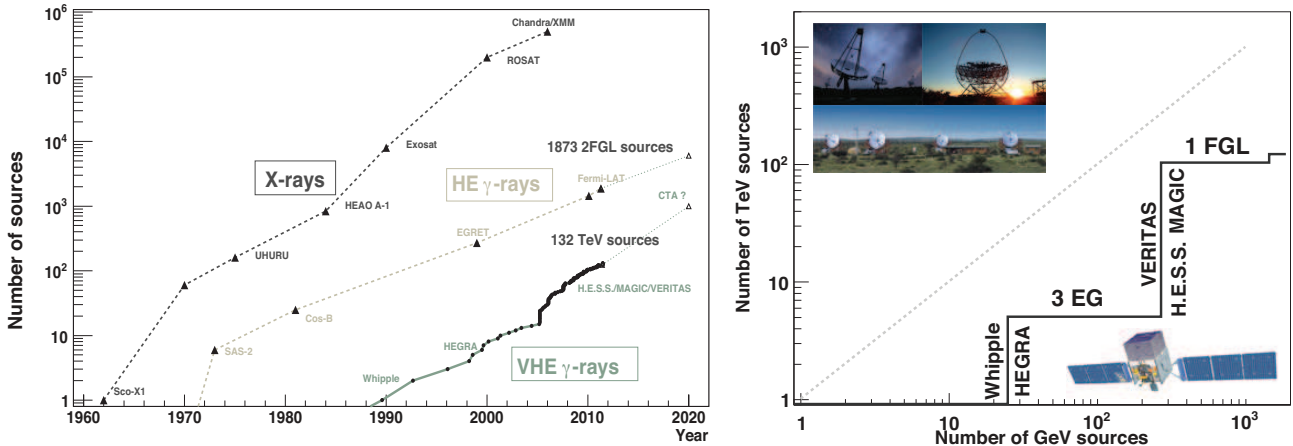 Number of sources
10⁶
10⁵
10⁴
10³
10²
10
1
1960
1970
1980
1990
2000
2010
2020
Year
Chandra/XMM
ROSAT
Exosat
1873 2FGL sources
X-rays
HE γ-rays
Fermi-LAT
HEAO A-1
CTA ?
EGRET
132 TeV sources
UHURU
H.E.S.S./MAGIC/VERITAS
Cos-B
SAS-2
HEGRA
VHE γ-rays
Whipple
Sco-X1
Number of TeV sources
10³
10²
10
1
1
10
10²
10³
Number of GeV sources
1 FGL
VERITAS
H.E.S.S. MAGIC
3 EG
Whipple
HEGRA